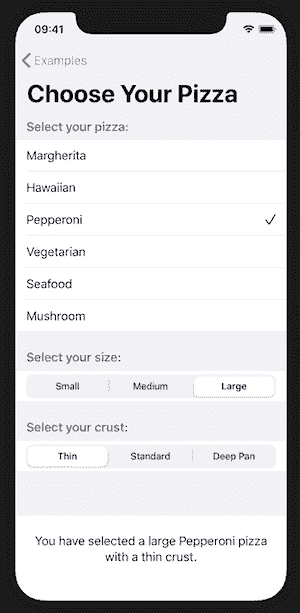 09:41
Examples
Choose Your Pizza
Select your pizza:
Margherita
Hawaiian
Pepperoni
Vegetarian
Seafood
Mushroom
Select your size:
Small Medium Large
Select your crust:
Thin Standard Deep Pan
You have selected a large Pepperoni pizza
with a thin crust.